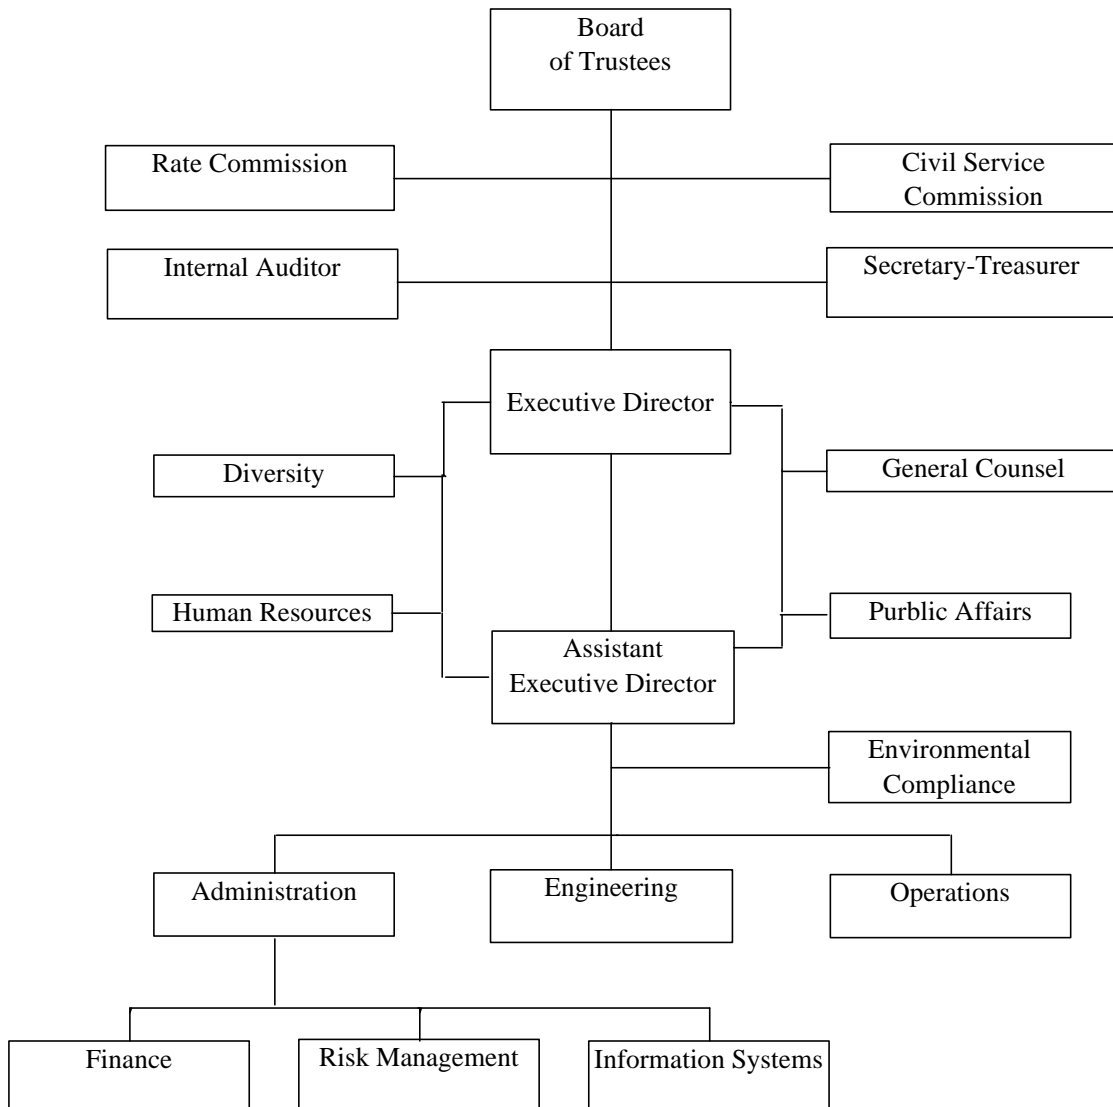 Board
of Trustees
Rate Commission
Civil Service
Commission
Internal Auditor
Secretary-Treasurer
Executive Director
Diversity
General Counsel
Human Resources
Purblic Affairs
Assistant
Executive Director
Environmental
Compliance
Administration
Engineering
Operations
Finance
Risk Management
Information Systems